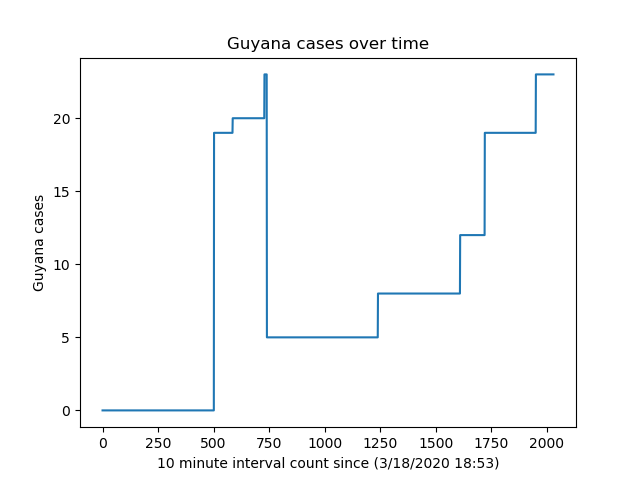 Guyana cases over time
Guyana cases
20
15
10
5
0
0 250 500 750 1000 1250 1500 1750 2000
10 minute interval count since (3/18/2020 18:53)